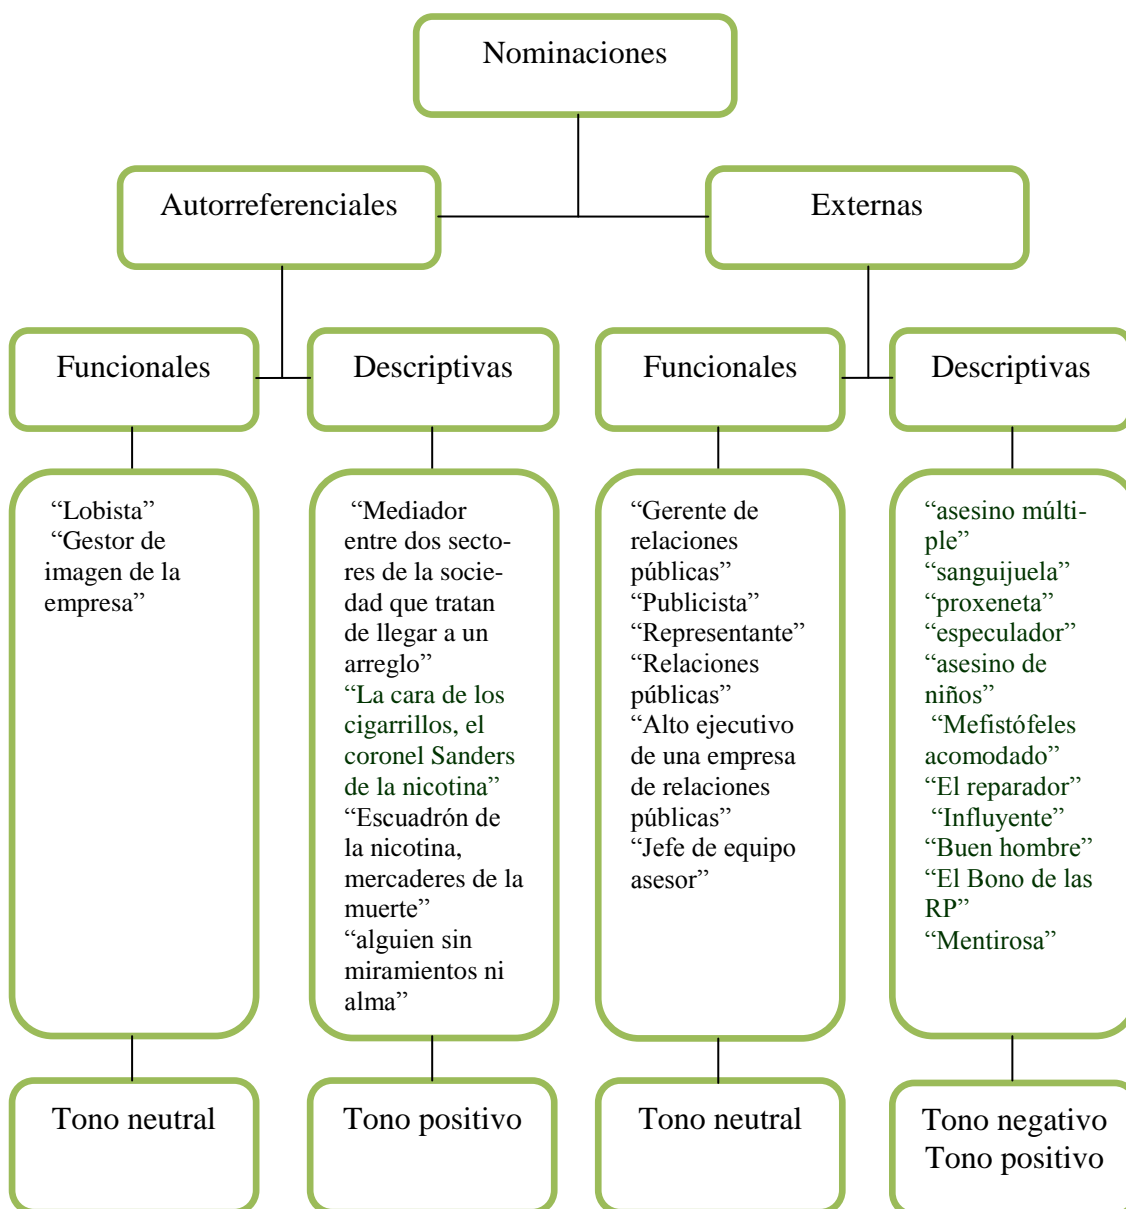 Nominaciones
Autorreferenciales
Externas
Funcionales
Descriptivas
Funcionales
Descriptivas
“Lobista”
“Gestor de
imagen de la
empresa”
“Mediador
entre dos secto-
res de la socie-
dad que tratan
de llegar a un
arreglo”
“La cara de los
cigarrillos, el
coronel Sanders
de la nicotina”
“Escuadrón de
la nicotina,
mercaderes de la
muerte”
“alguien sin
miramientos ni
alma”
“Gerente de
relaciones
públicas”
“Publicista”
“Representante”
“Relaciones
públicas”
“Alto ejecutivo
de una empresa
de relaciones
públicas”
“Jefe de equipo
asesor”
“asesino múlti-
ple”
“sanguijuela”
“proxeneta”
“especulador”
“asesino de
niños”
“Mefistófeles
acomodado”
“El reparador”
“Influyente”
“Buen hombre”
“El Bono de las
RP”
“Mentirosa”
Tono neutral
Tono positivo
Tono neutral
Tono negativo
Tono positivo